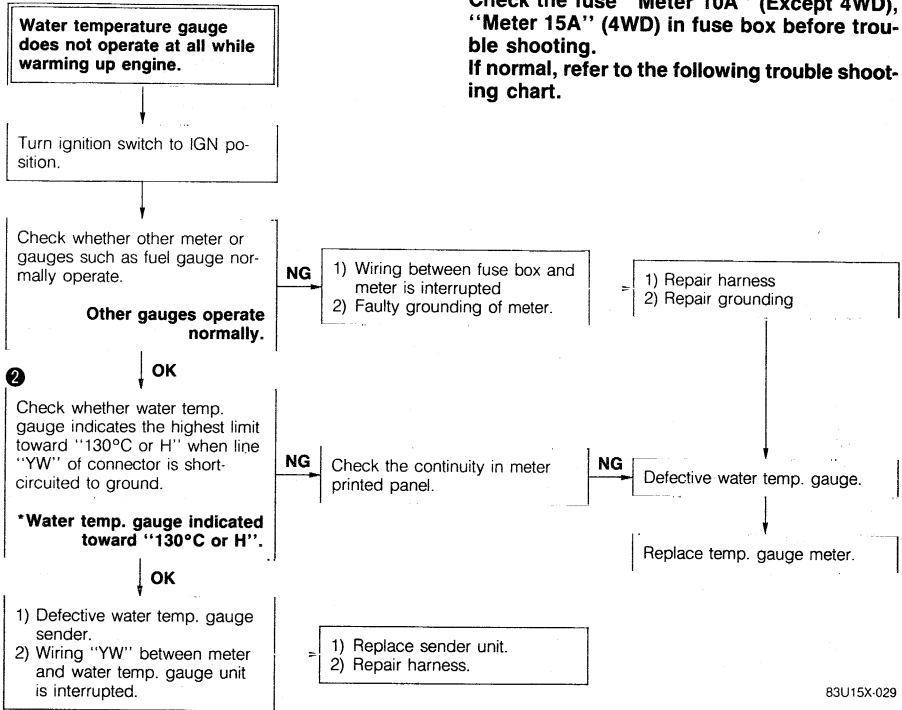 Check the fuse "Meter 10A" (Except 4WD),
"Meter 15A" (4WD) in fuse box before trou-
ble shooting.
If normal, refer to the following trouble shoot-
ing chart.
Water temperature gauge
does not operate at all while
warming up engine.
Turn ignition switch to IGN po-
sition.
Check whether other meter or
gauges such as fuel gauge nor-
mally operate.
Other gauges operate
normally.
NG
1) Wiring between fuse box and
meter is interrupted
2) Faulty grounding of meter.
=
1) Repair harness
2) Repair grounding
OK
2
Check whether water temp.
gauge indicates the highest limit
toward "130°C or H" when line
"YW" of connector is short-
circuited to ground.
*Water temp. gauge indicated
toward "130°C or H".
NG
Check the continuity in meter
printed panel.
NG
Defective water temp. gauge.
Replace temp. gauge meter.
OK
1) Defective water temp. gauge
sender.
2) Wiring "YW" between meter
and water temp. gauge unit
is interrupted.
=
1) Replace sender unit.
2) Repair harness.
83U15X-029